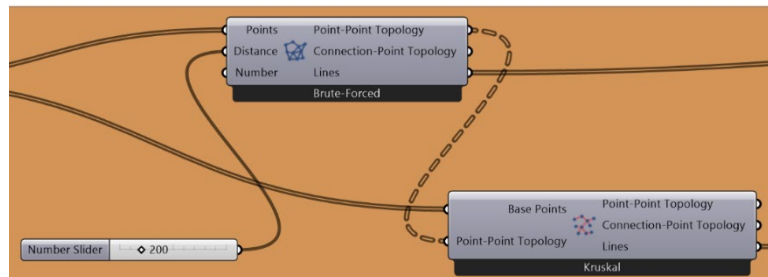 Points Point-Point Topology
Distance Connection-Point Topology
Number Lines
Brute-Forced
Base Points Point-Point Topology
Connection-Point Topology
Point-Point Topology
Lines
Kruskal
Number Slider 200